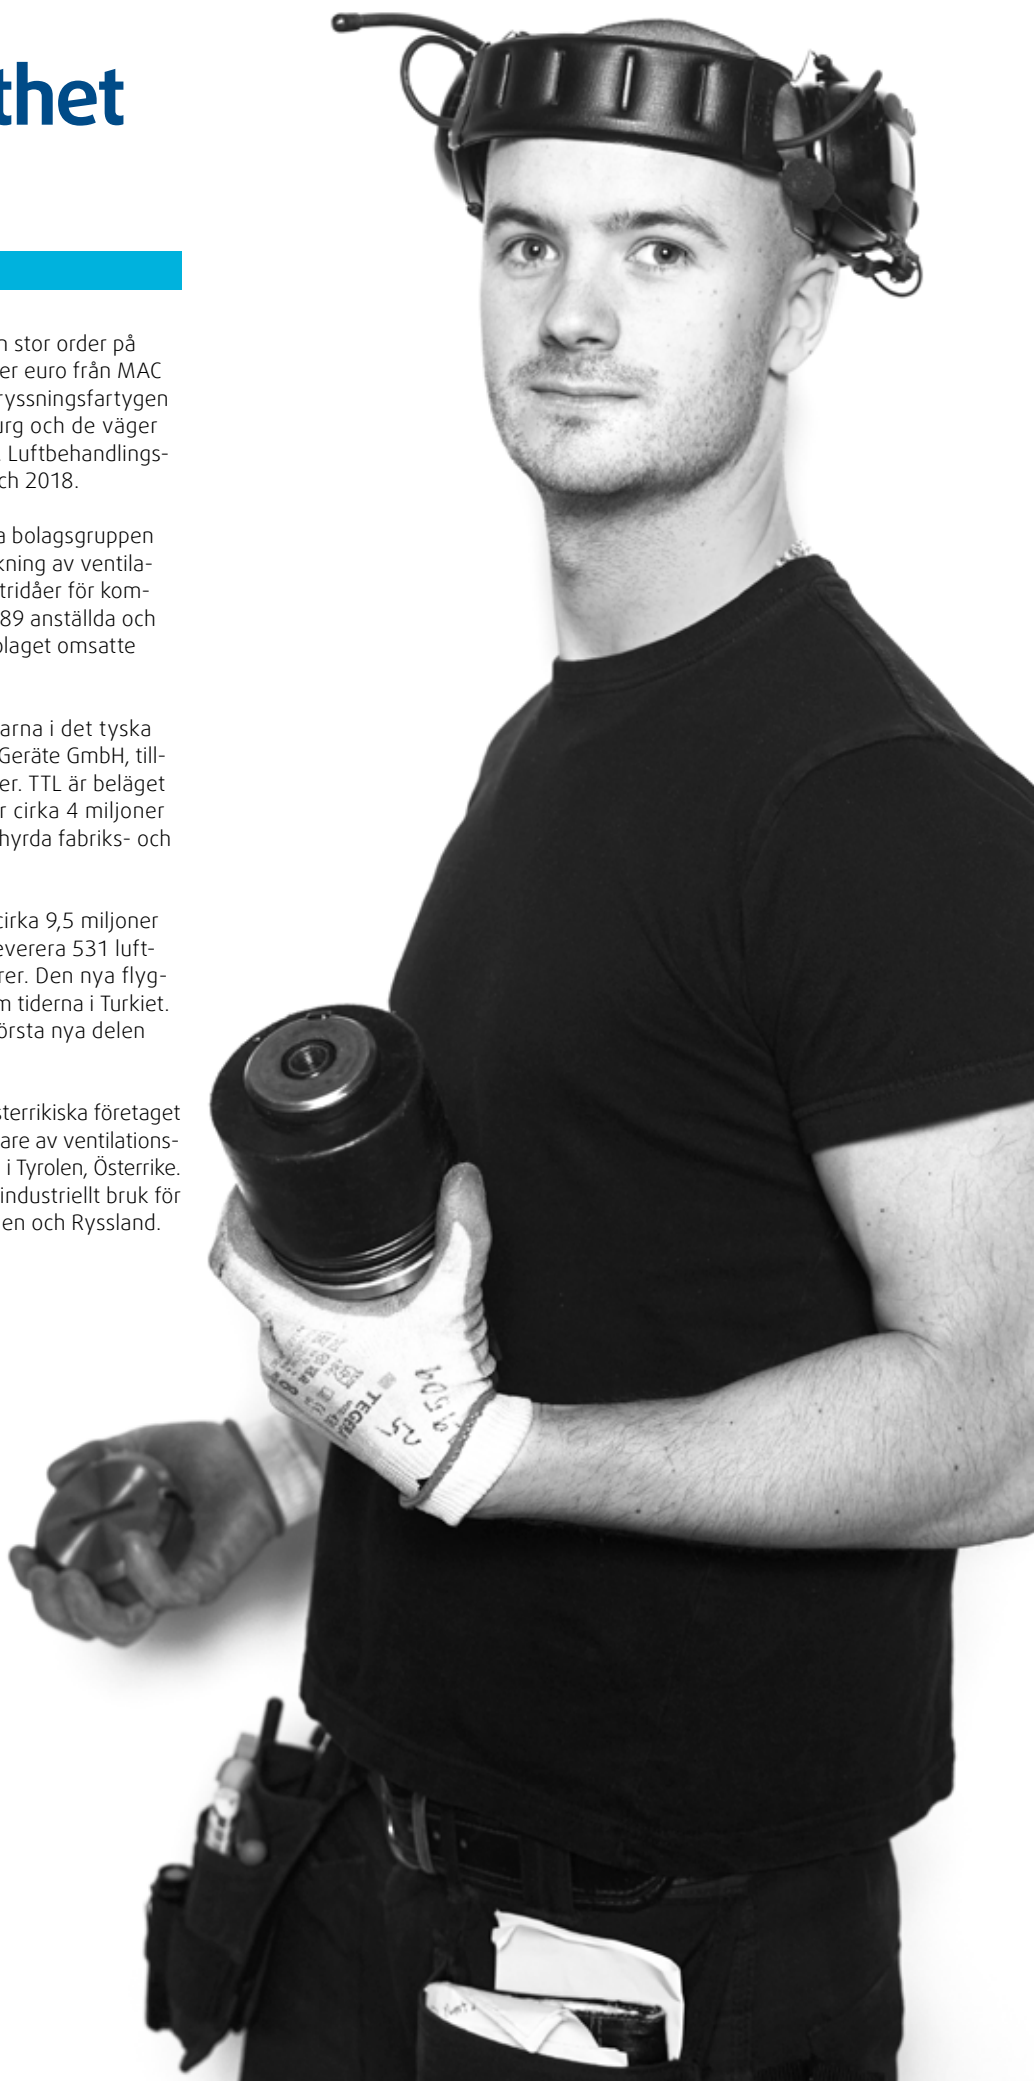 thet
n stor order på
er euro från MAC
ryssningsfartygen
urg och de väger
Luftbehandlings-
ch 2018.
a bolagsgruppen
kning av ventila-
tridåer för kom-
89 anställda och
olaget omsatte
arna i det tyska
Geräte GmbH, till-
er. TTL är beläget
r cirka 4 miljoner
hyrda fabriks- och
cirka 9,5 miljoner
everera 531 luft-
rer. Den nya flyg-
m tiderna i Turkiet.
örsta nya delen
sterrikiska företaget
are av ventilations-
i Tyrolen, Österrike.
industriellt bruk för
en och Ryssland.